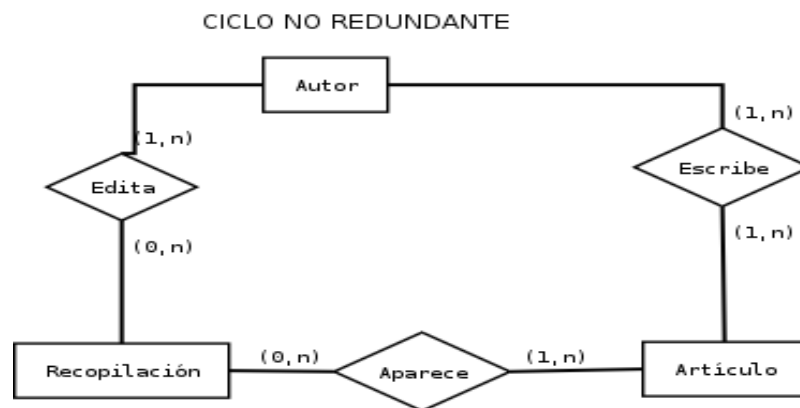 CICLO NO REDUNDANTE
Autor
(1,n)
(1,n)
Edita
Escribe
(0,n)
(1,n)
Recopilación
(0,n)
Aparece
(1,n)
Artículo